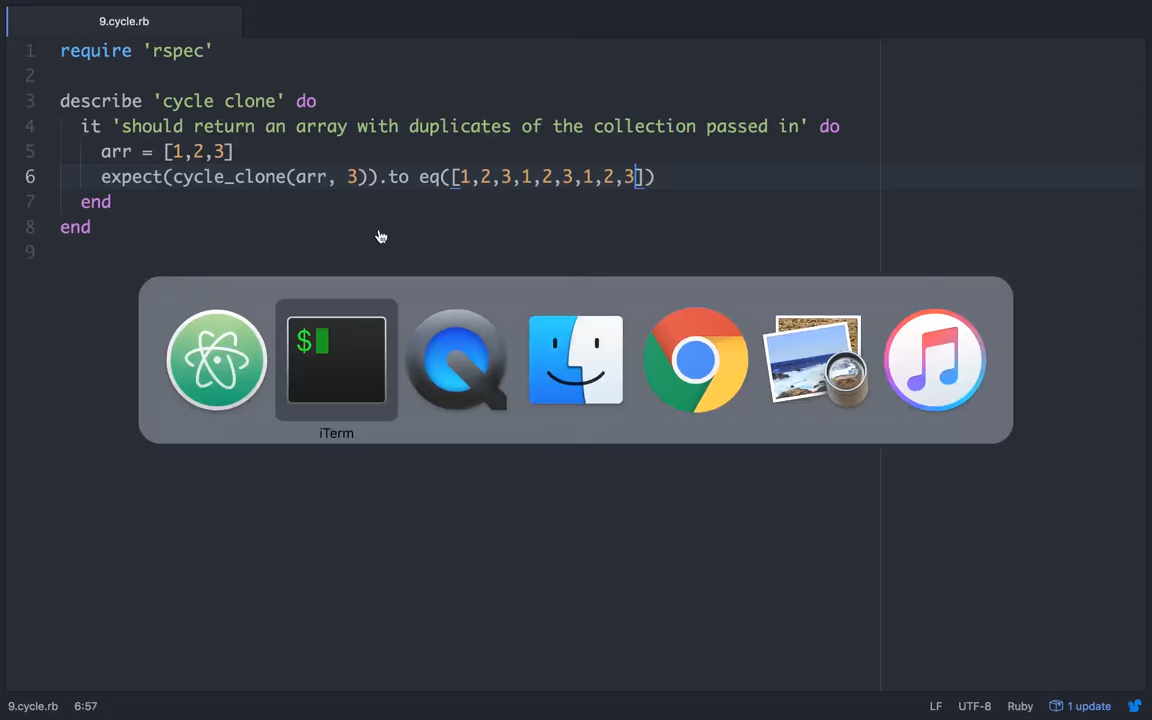 9.cycle.rb
1 require 'rspec'
2
3 describe 'cycle clone' do
4 it 'should return an array with duplicates of the collection passed in' do
5 arr = [1,2,3]
6 expect(cycle_clone(arr, 3)).to eq([1,2,3,1,2,3,1,2,3])
7 end
8 end
9
$
iTerm
9.cycle.rb 6:57 LF UTF-8 Ruby 1 update